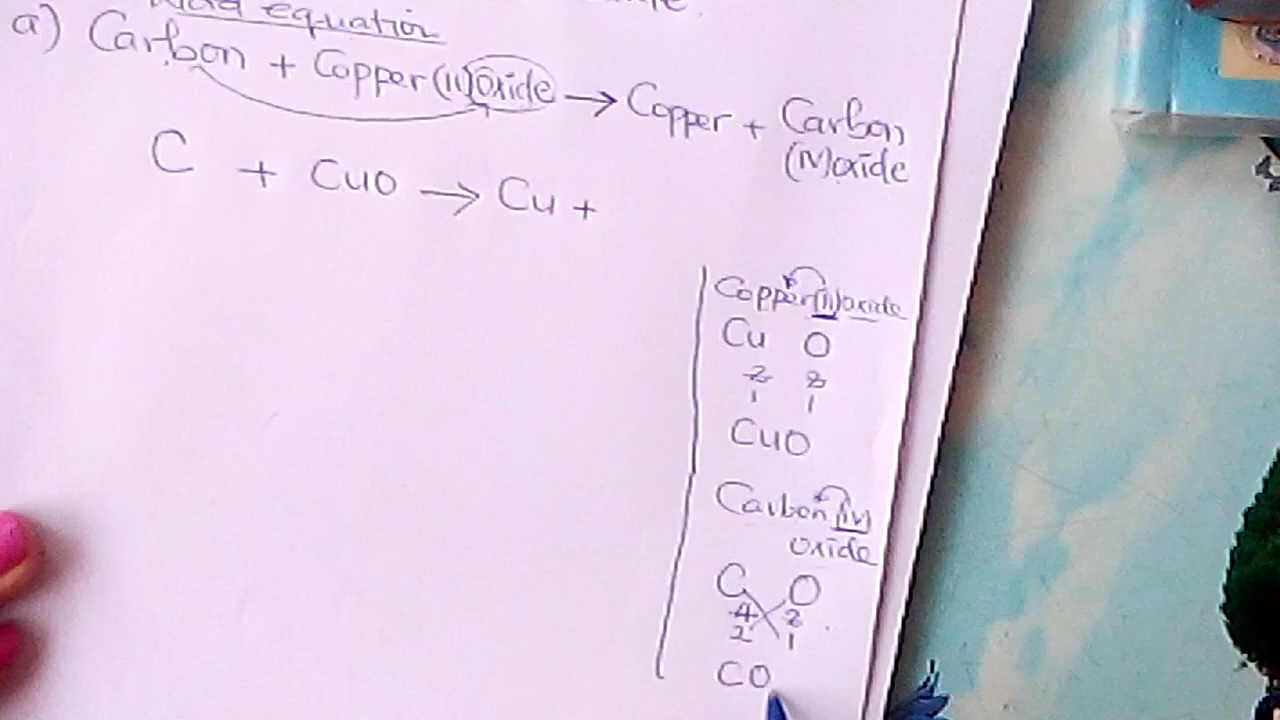 equation
a) Carbon + Copper(II)Oxide → Copper + Carbon
(IV)oxide
C + CuO → Cu +
Copper(II)oxide
Cu O
2 2
1 1
CuO
Carbon(IV)
oxide
C O
4 2
2 1
CO